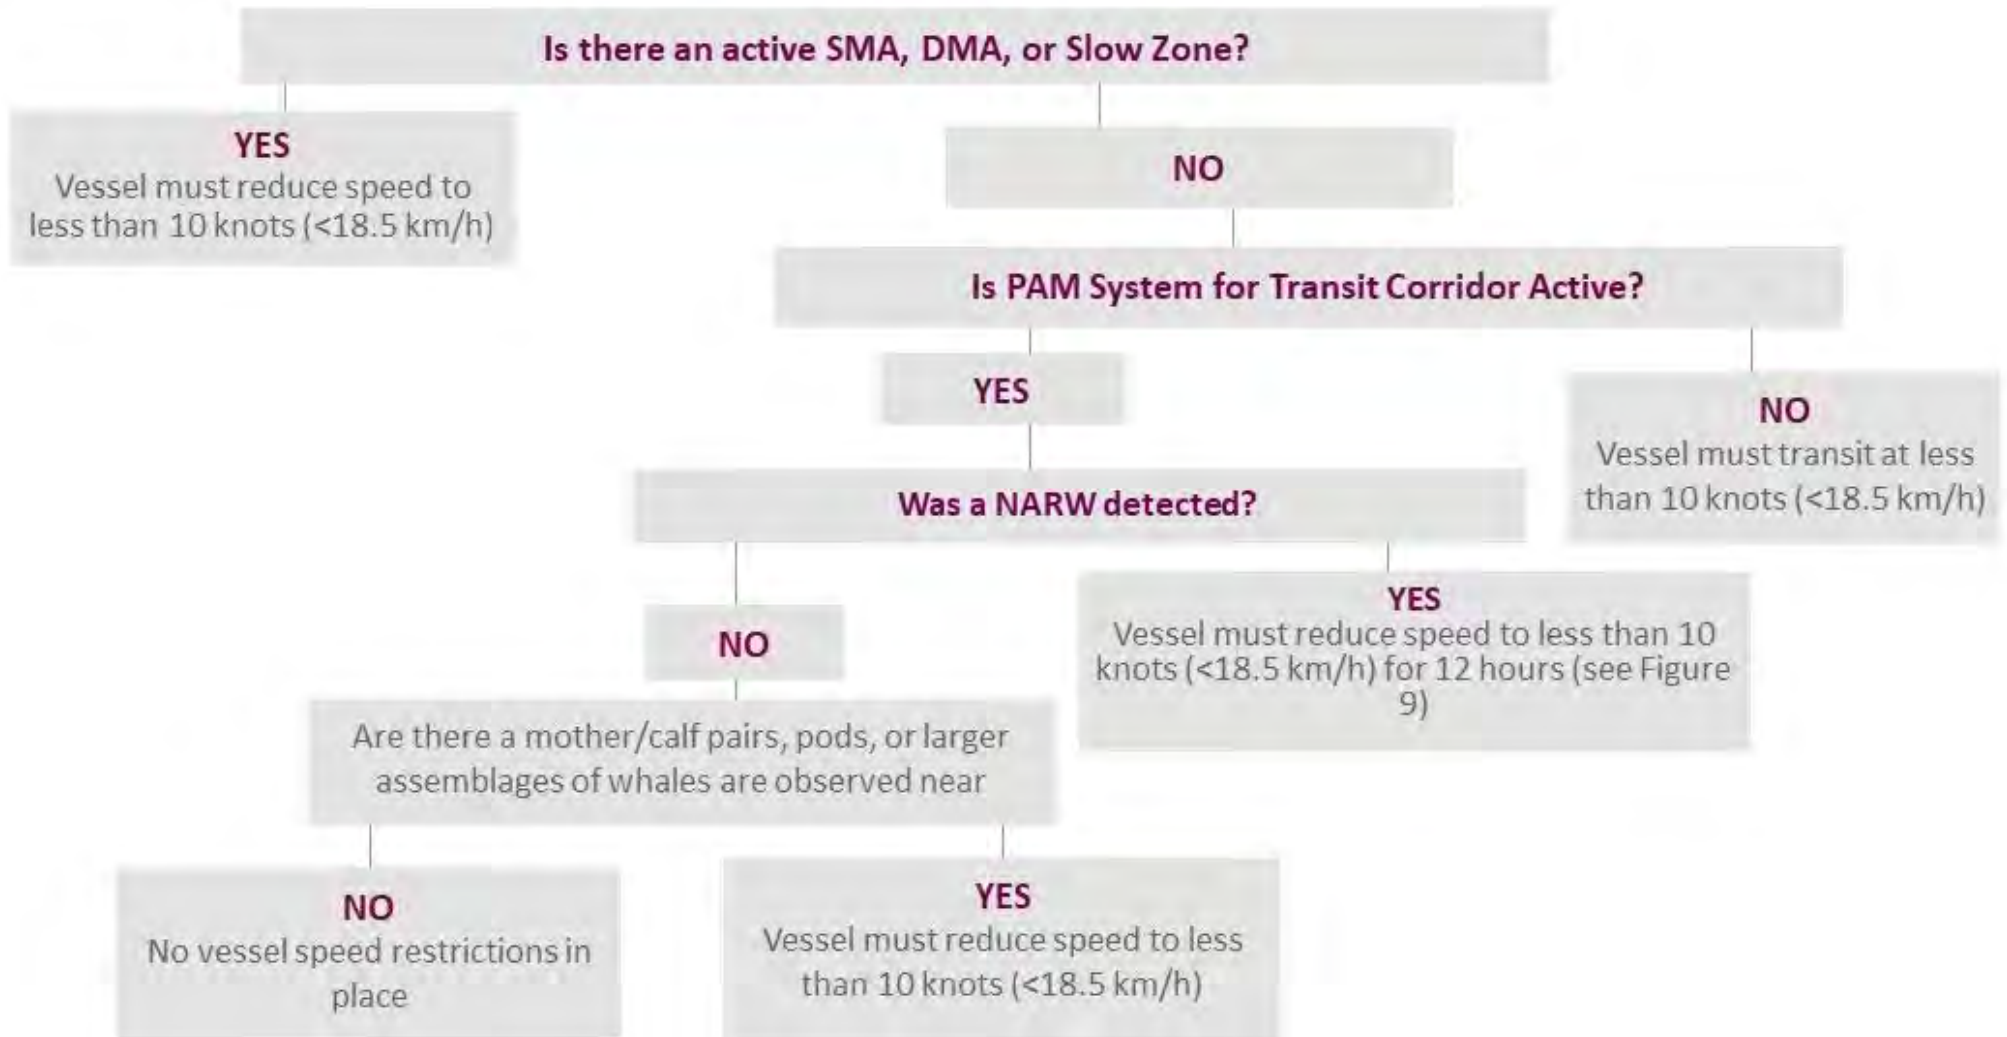 Is there an active SMA, DMA, or Slow Zone?
YES
Vessel must reduce speed to
less than 10 knots (<18.5 km/h)
NO
Is PAM System for Transit Corridor Active?
YES
NO
Vessel must transit at less
than 10 knots (<18.5 km/h)
Was a NARW detected?
NO
YES
Vessel must reduce speed to less than 10
knots (<18.5 km/h) for 12 hours (see Figure
9)
Are there a mother/calf pairs, pods, or larger
assemblages of whales are observed near
NO
No vessel speed restrictions in
place
YES
Vessel must reduce speed to less
than 10 knots (<18.5 km/h)